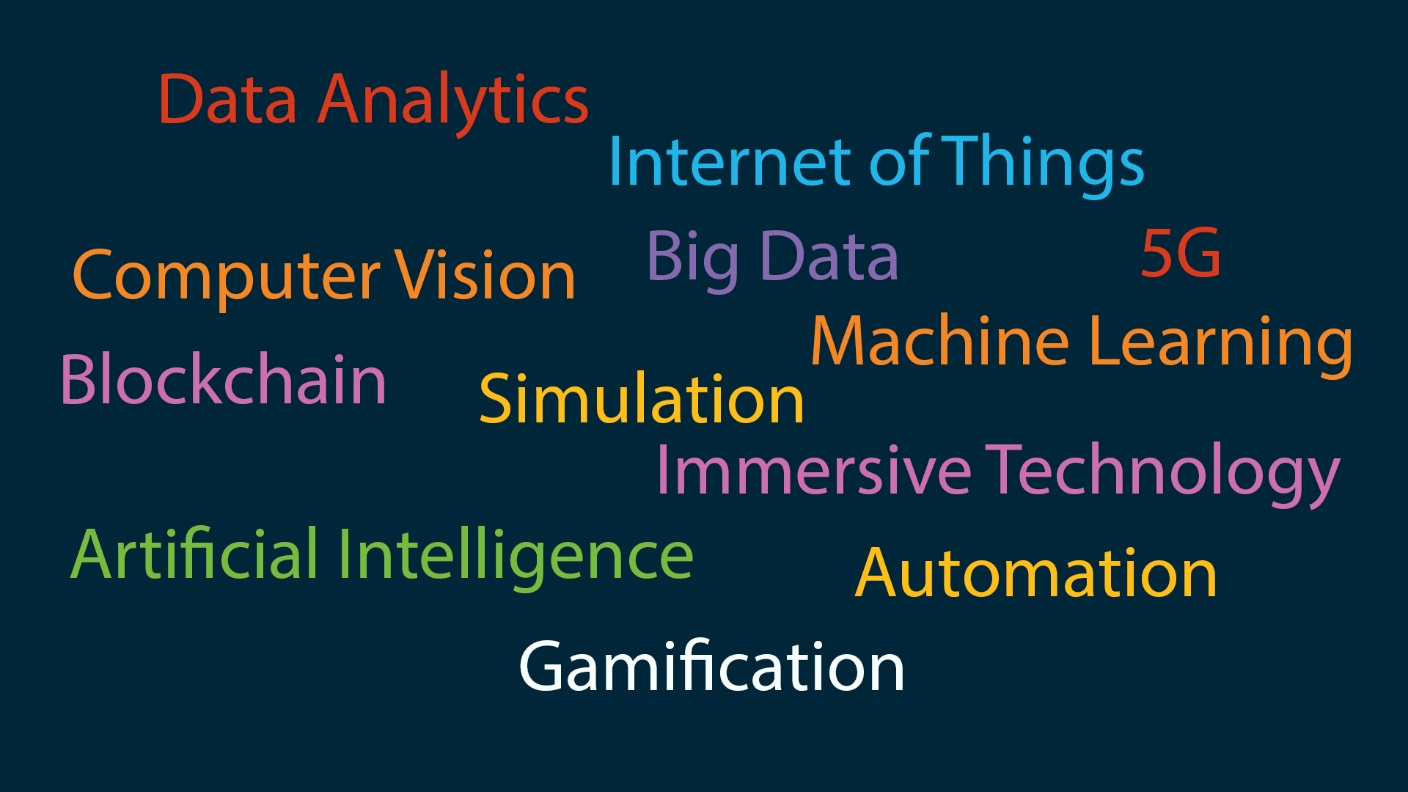 Data Analytics
Internet of Things
Big Data
5G
Computer Vision
Machine Learning
Blockchain
Simulation
Immersive Technology
Artificial Intelligence
Automation
Gamification